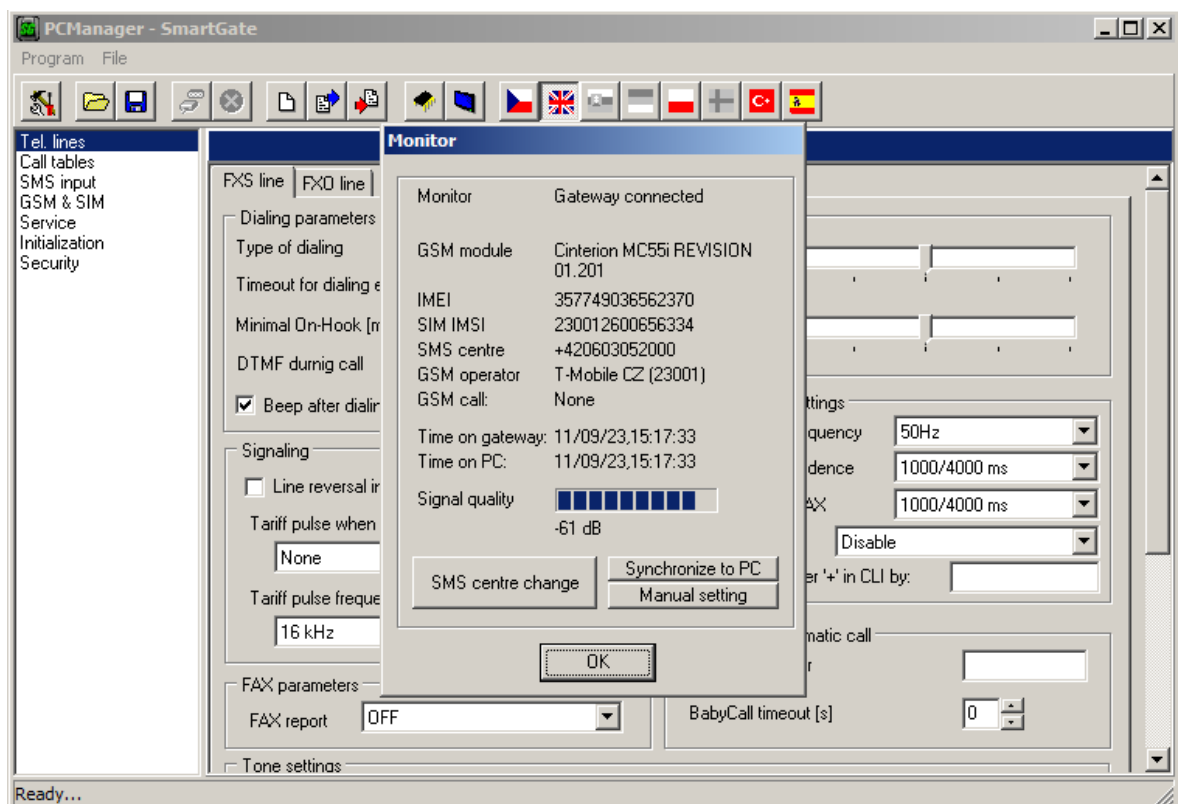 PCManager - SmartGate
Program File
Tel. lines
Call tables
SMS input
GSM & SIM
Service
Initialization
Security
FXS line FXO line
Dialing parameters
Type of dialing
Timeout for dialing e
Minimal On-Hook [m
DTMF durnig call
Beep after dialin
Signaling
Line reversal in
Tariff pulse when
None
Tariff pulse freque
16 kHz
FAX parameters
FAX report OFF
Tone settings
Monitor
Monitor Gateway connected
GSM module Cinterion MC55i REVISION
01.201
IMEI 357749036562370
SIM IMSI 230012600656334
SMS centre +420603052000
GSM operator T-Mobile CZ (23001)
GSM call: None
Time on gateway: 11/09/23,15:17:33
Time on PC: 11/09/23,15:17:33
Signal quality
-61 dB
SMS centre change
Synchronize to PC
Manual setting
OK
ttings
quency 50Hz
dence 1000/4000 ms
AX 1000/4000 ms
Disable
er '+' in CLI by:
matic call
r
BabyCall timeout [s] 0
Ready...